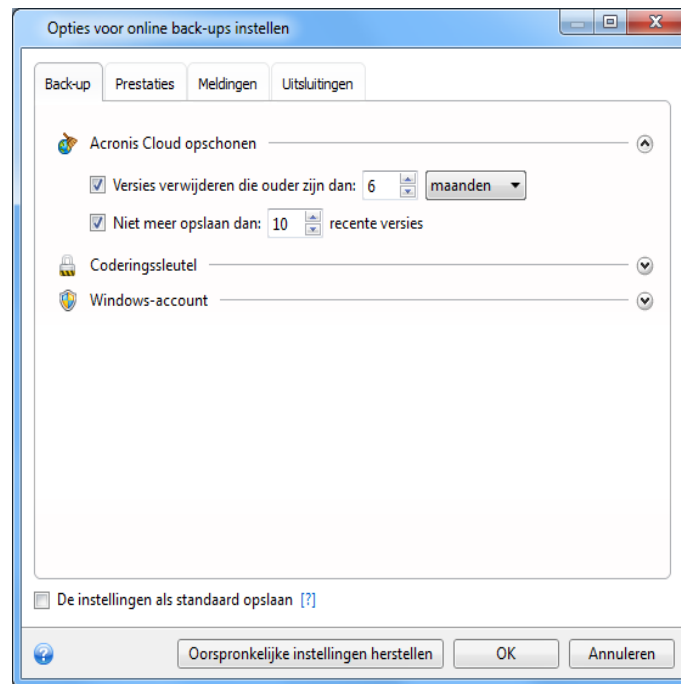 Opties voor online back-ups instellen
Back-up Prestaties Meldingen Uitsluitingen
Acronis Cloud opschonen
Versies verwijderen die ouder zijn dan: 6 maanden
Niet meer opslaan dan: 10 recente versies
Coderingssleutel
Windows-account
De instellingen als standaard opslaan [?]
Oorspronkelijke instellingen herstellen OK Annuleren